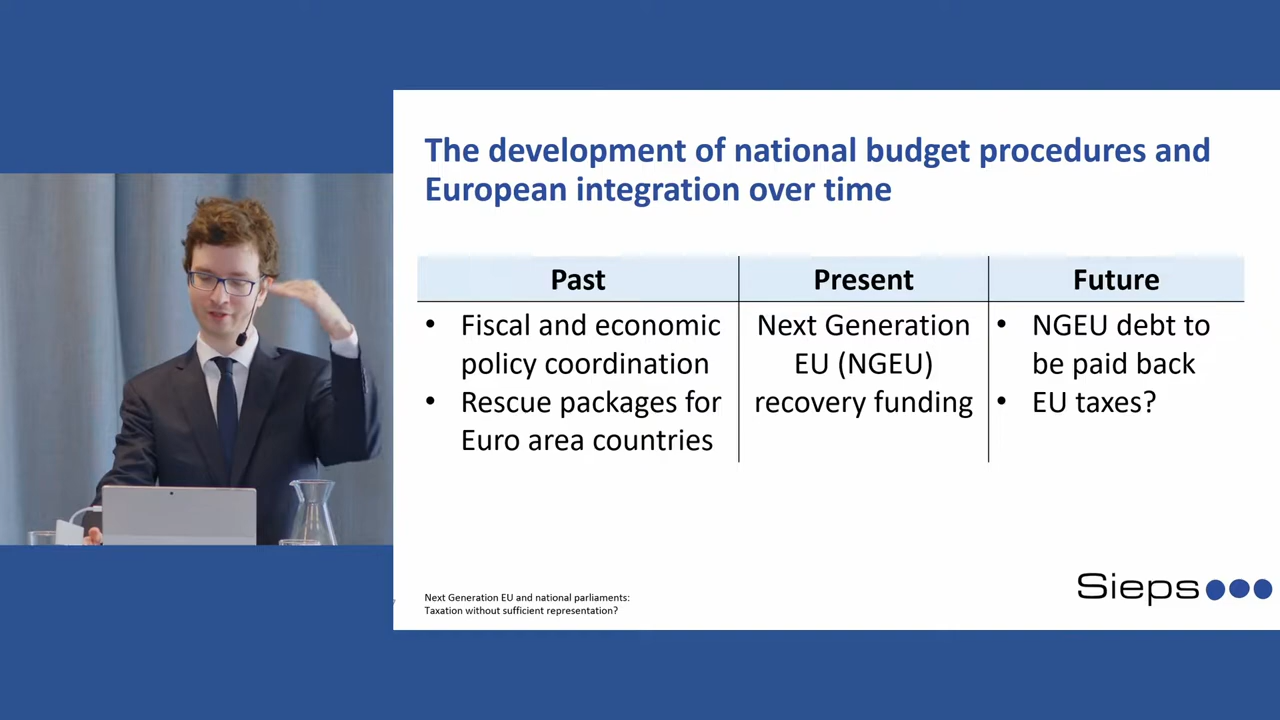 The development of national budget procedures and
European integration over time
Past
Present
Future
• Fiscal and economic
policy coordination
• Rescue packages for
Euro area countries
Next Generation
EU (NGEU)
recovery funding
• NGEU debt to
be paid back
• EU taxes?
Next Generation EU and national parliaments:
Taxation without sufficient representation?
Sieps